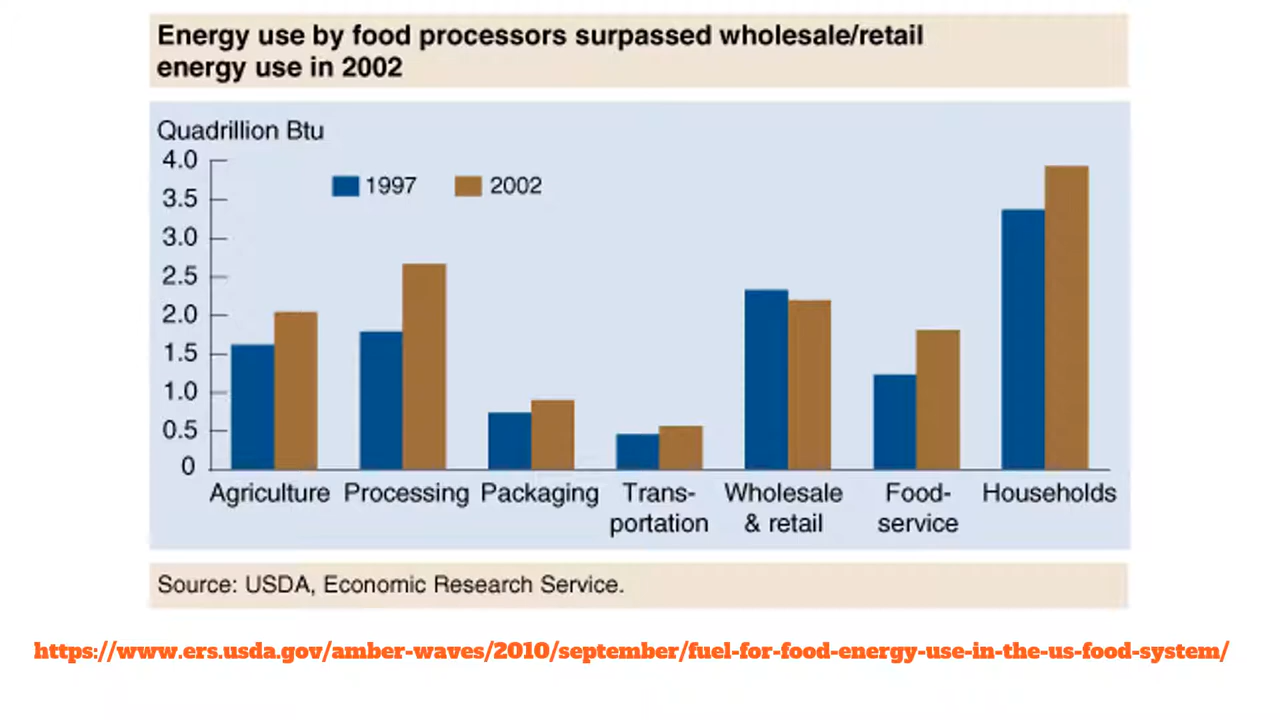 Energy use by food processors surpassed wholesale/retail
energy use in 2002
Quadrillion Btu
4.0
3.5
3.0
2.5
2.0
1.5
1.0
0.5
0
1997
2002
Agriculture
Processing
Packaging
Trans-
portation
Wholesale
& retail
Food-
service
Households
Source: USDA, Economic Research Service.
https://www.ers.usda.gov/amber-waves/2010/september/fuel-for-food-energy-use-in-the-us-food-system/